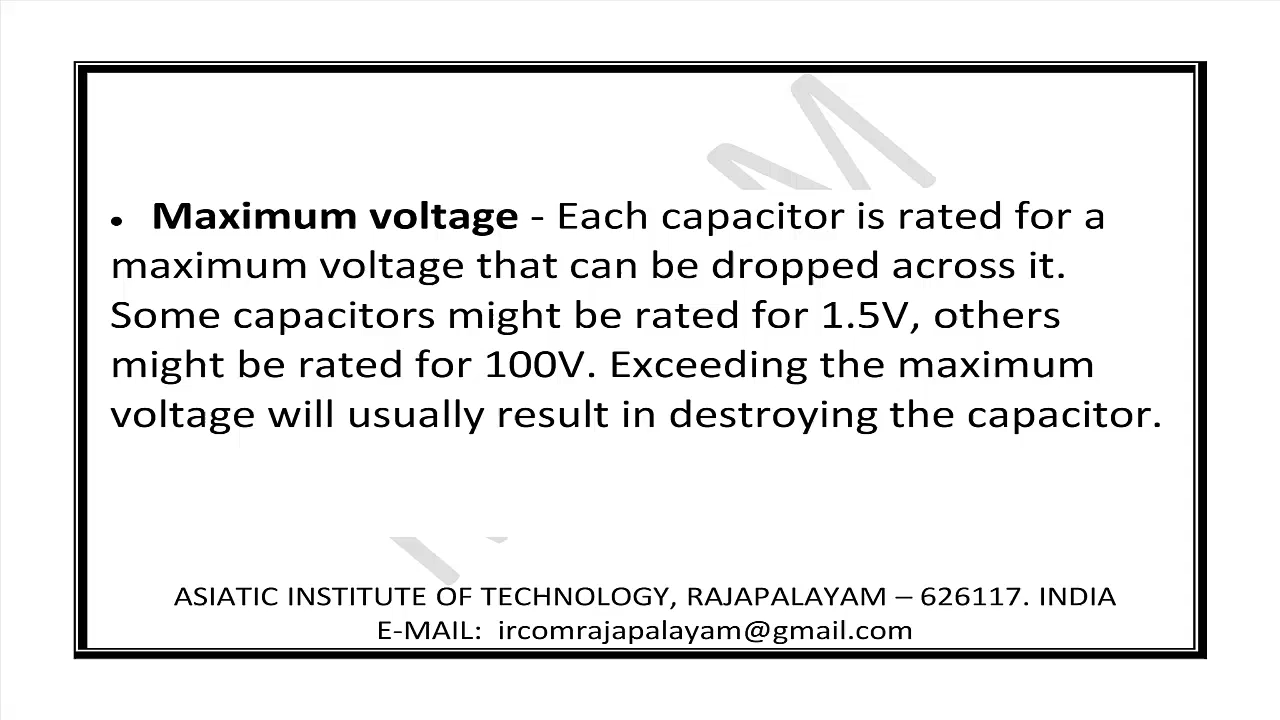 • Maximum voltage - Each capacitor is rated for a
maximum voltage that can be dropped across it.
Some capacitors might be rated for 1.5V, others
might be rated for 100V. Exceeding the maximum
voltage will usually result in destroying the capacitor.
ASIATIC INSTITUTE OF TECHNOLOGY, RAJAPALAYAM – 626117. INDIA
E-MAIL: ircomrajapalayam@gmail.com